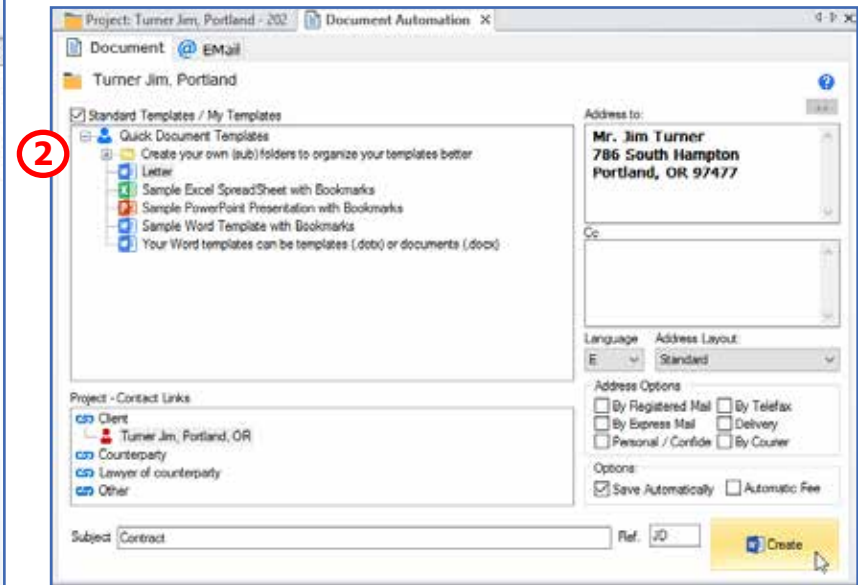 Project: Turner Jim, Portland - 202
Document Automation
Document
EMail
Turner Jim, Portland
2
Standard Templates / My Templates
Quick Document Templates
Create your own (sub)folders to organize your templates better
Letter
Sample Excel SpreadSheet with Bookmarks
Sample PowerPoint Presentation with Bookmarks
Sample Word Template with Bookmarks
Your Word templates can be templates (.dotx) or documents (.docx)
Address to:
Mr. Jim Turner
786 South Hampton
Portland, OR 97477
Cc
Language Address Layout
E Standard
Project - Contact Links
Client
Turner Jim, Portland, OR
Counterparty
Lawyer of counterparty
Other
Address Options
By Registered Mail By Telefax
By Express Mail Delivery
Personal / Confide By Courier
Options
Save Automatically Automatic Fee
Subject Contract
Ref. JD
Create